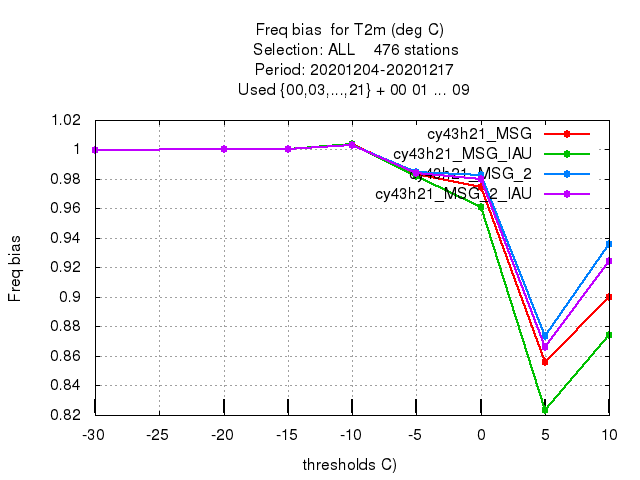 Freq bias  for T2m (deg C)
Selection: ALL    476 stations
Period: 20201204-20201217
Used {00,03,...,21} + 00 01 ... 09
1.02
1
0.98
0.96
0.94
0.92
0.9
0.88
0.86
0.84
0.82
Freq bias
cy43h21_MSG
cy43h21_MSG_IAU
cy43h21_MSG_2
cy43h21_MSG_2_IAU
-30 -25 -20 -15 -10 -5 0 5 10
thresholds C)